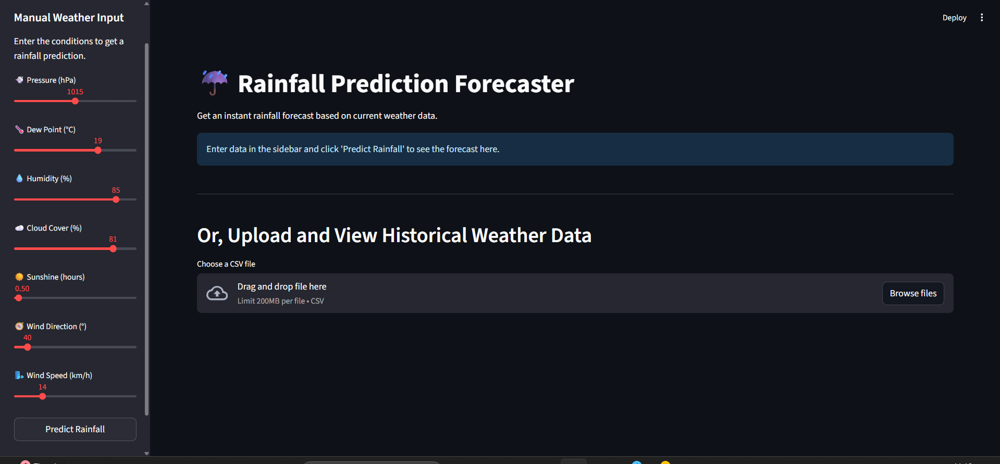 Manual Weather Input
Enter the conditions to get a
rainfall prediction.
Pressure (hPa)
1015
Dew Point (°C)
19
Humidity (%)
85
Cloud Cover (%)
81
Sunshine (hours)
0.50
Wind Direction (°)
40
Wind Speed (km/h)
14
Predict Rainfall
Deploy
Rainfall Prediction Forecaster
Get an instant rainfall forecast based on current weather data.
Enter data in the sidebar and click 'Predict Rainfall' to see the forecast here.
Or, Upload and View Historical Weather Data
Choose a CSV file
Drag and drop file here
Limit 200MB per file • CSV
Browse files